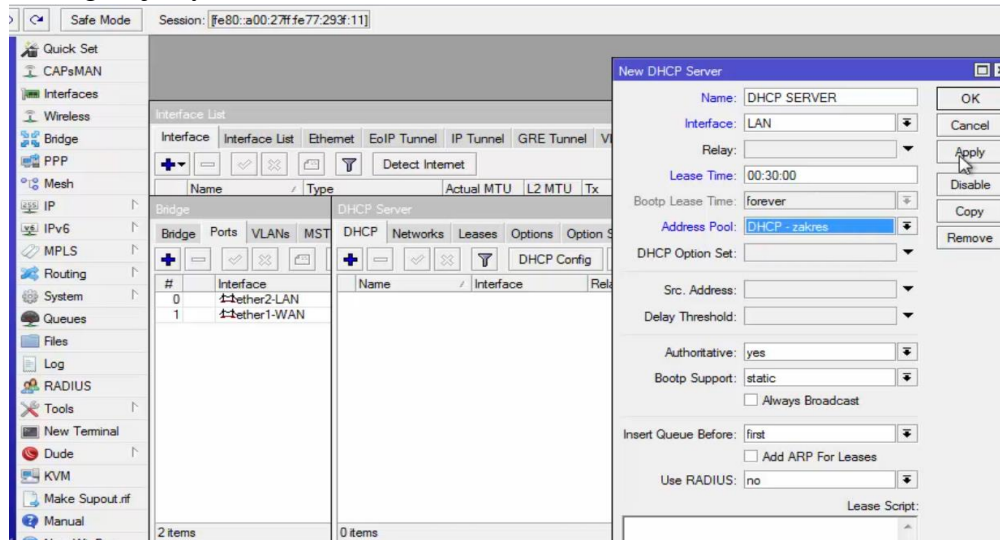 Safe Mode
Session: [fe80::a00:27ff:fe77:293f:11]
Quick Set
CAPsMAN
Interfaces
Wireless
Bridge
PPP
Mesh
IP
IPv6
MPLS
Routing
System
Queues
Files
Log
RADIUS
Tools
New Terminal
Dude
KVM
Make Supout.rif
Manual
Interface List
Interface Interface List Ethernet EoIP Tunnel IP Tunnel GRE Tunnel
Detect Internet
Name Type Actual MTU L2 MTU Tx
Bridge
Bridge Ports VLANs MST
# Interface
0 ether2-LAN
1 ether1-WAN
2 items
DHCP Server
DHCP Networks Leases Options Option S
DHCP Config
Name Interface Rela
0 items
New DHCP Server
Name: DHCP SERVER
Interface: LAN
Relay:
Lease Time: 00:30:00
Bootp Lease Time: forever
Address Pool: DHCP - zakres
DHCP Option Set:
Src. Address:
Delay Threshold:
Authoritative: yes
Bootp Support: static
Always Broadcast
Insert Queue Before: first
Add ARP For Leases
Use RADIUS: no
Lease Script:
OK
Cancel
Apply
Disable
Copy
Remove